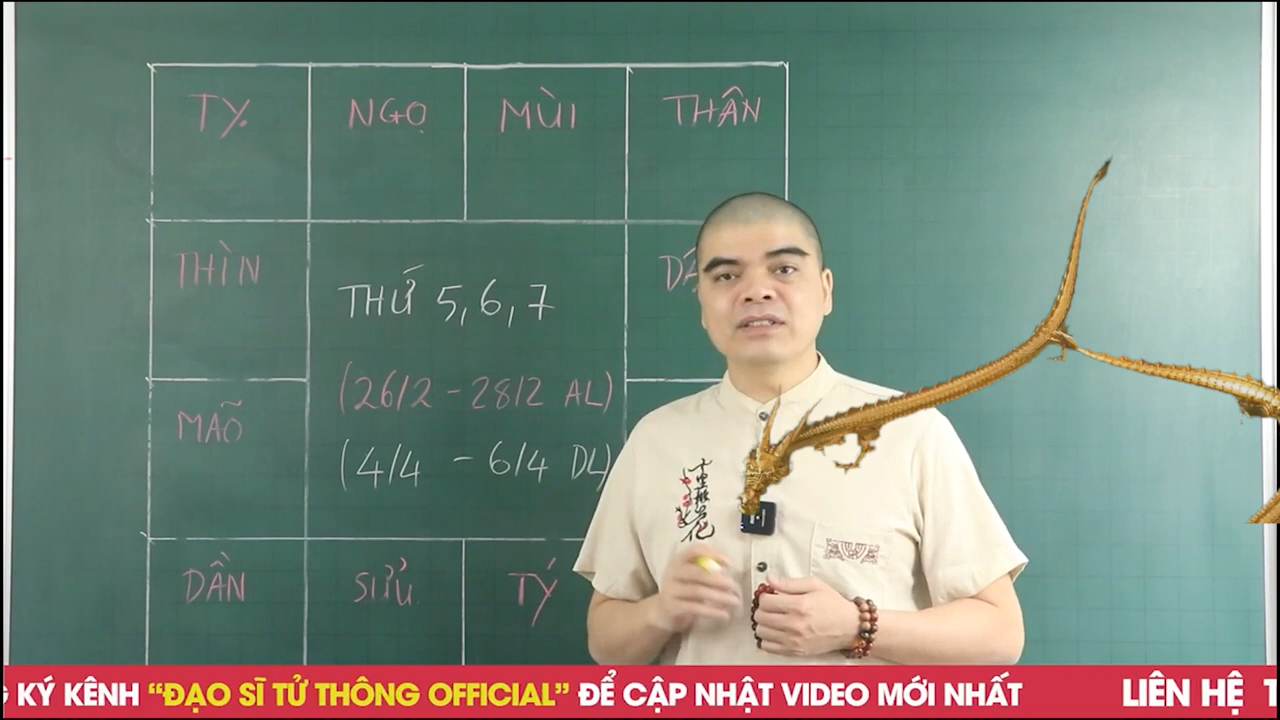 TỴ NGỌ MÙI THÂN
THÌN
THỨ 5, 6, 7
MÃO
(26/2 - 28/2 AL)
(4/4 - 6/4 DL)
DẦN SỬU TÝ
KÝ KÊNH “ĐẠO SĨ TỬ THÔNG OFFICIAL” ĐỂ CẬP NHẬT VIDEO MỚI NHẤT LIÊN HỆ